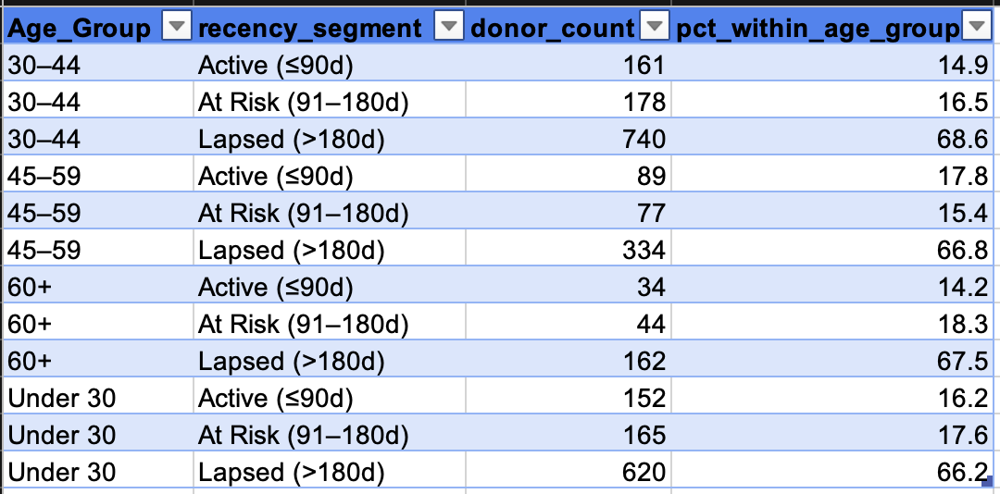 Age_Group recency_segment donor_count pct_within_age_group
30–44 Active (≤90d) 161 14.9
30–44 At Risk (91–180d) 178 16.5
30–44 Lapsed (>180d) 740 68.6
45–59 Active (≤90d) 89 17.8
45–59 At Risk (91–180d) 77 15.4
45–59 Lapsed (>180d) 334 66.8
60+ Active (≤90d) 34 14.2
60+ At Risk (91–180d) 44 18.3
60+ Lapsed (>180d) 162 67.5
Under 30 Active (≤90d) 152 16.2
Under 30 At Risk (91–180d) 165 17.6
Under 30 Lapsed (>180d) 620 66.2